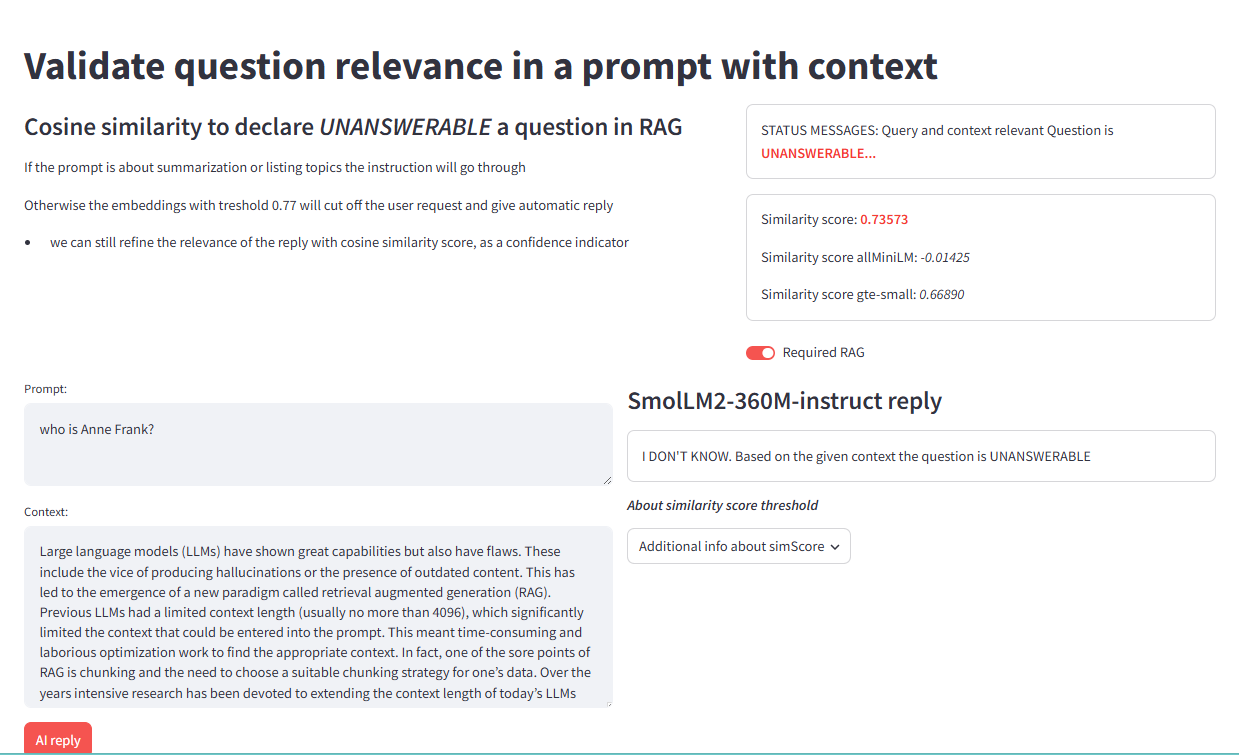 Validate question relevance in a prompt with context
Cosine similarity to declare UNANSWERABLE a question in RAG
If the prompt is about summarization or listing topics the instruction will go through
Otherwise the embeddings with treshold 0.77 will cut off the user request and give automatic reply
• we can still refine the relevance of the reply with cosine similarity score, as a confidence indicator
STATUS MESSAGES: Query and context relevant Question is
UNANSWERABLE...
Similarity score: 0.73573
Similarity score allMiniLM: -0.01425
Similarity score gte-small: 0.66890
Required RAG
Prompt:
who is Anne Frank?
Context:
Large language models (LLMs) have shown great capabilities but also have flaws. These
include the vice of producing hallucinations or the presence of outdated content. This has
led to the emergence of a new paradigm called retrieval augmented generation (RAG).
Previous LLMs had a limited context length (usually no more than 4096), which significantly
limited the context that could be entered into the prompt. This meant time-consuming and
laborious optimization work to find the appropriate context. In fact, one of the sore points of
RAG is chunking and the need to choose a suitable chunking strategy for one's data. Over the
years intensive research has been devoted to extending the context length of today's LLMs
AI reply
SmolLM2-360M-instruct reply
I DON'T KNOW. Based on the given context the question is UNANSWERABLE
About similarity score threshold
Additional info about simScore